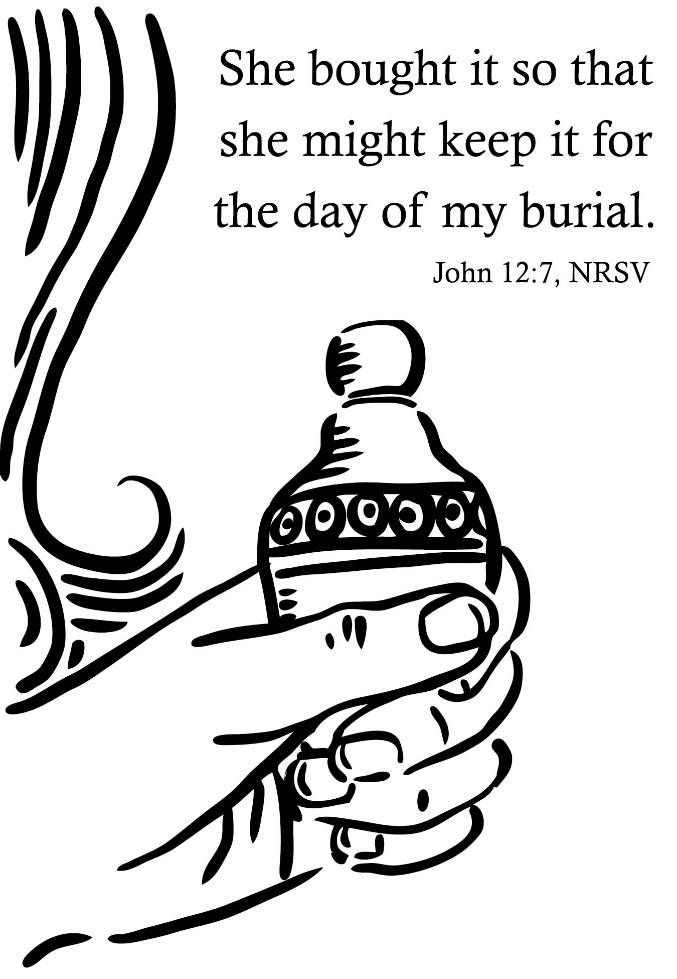 She bought it so that
she might keep it for
the day of my burial.
John 12:7, NRSV